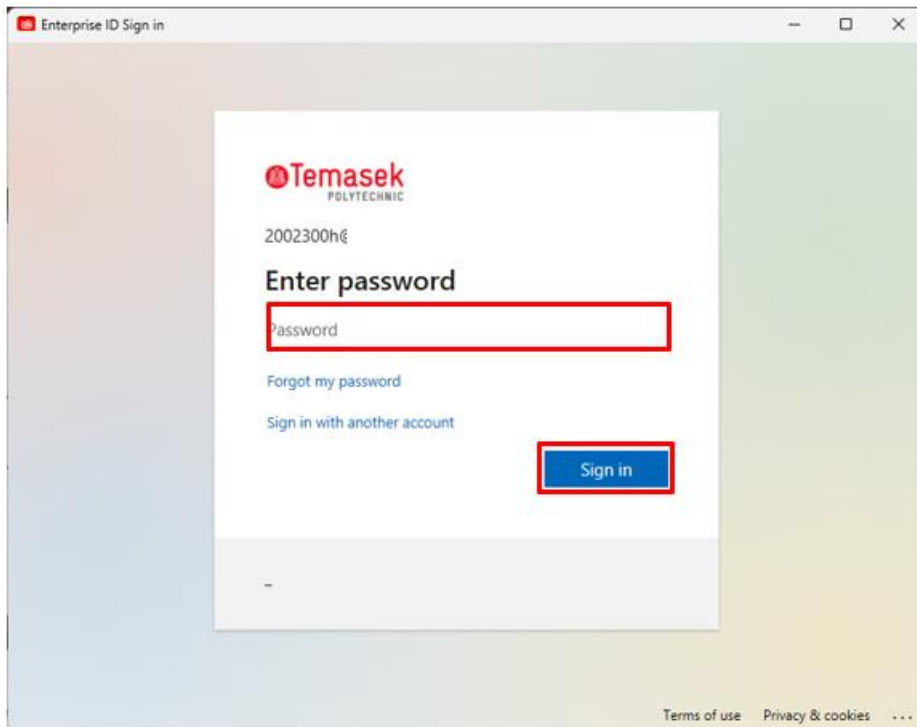 Enterprise ID Sign in
Temasek
POLYTECHNIC
2002300h@
Enter password
Password
Forgot my password
Sign in with another account
Sign in
Terms of use Privacy & cookies ...